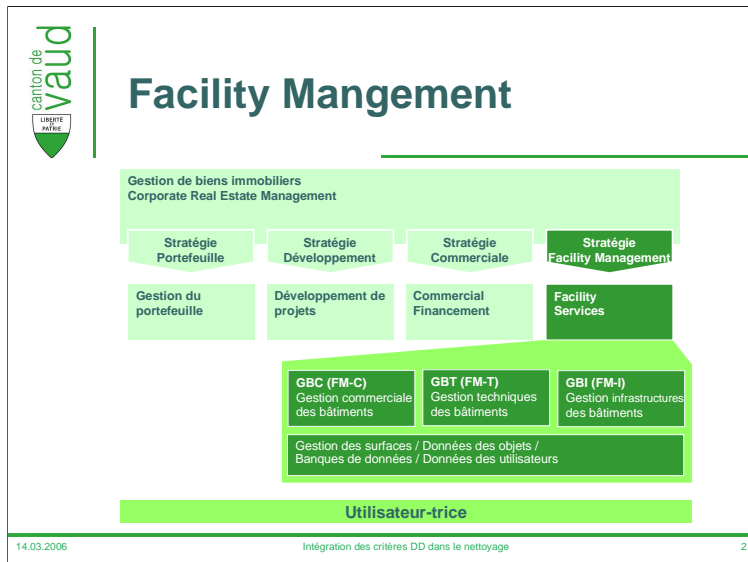 canton de
vaud
LIBERTÉ
ET
PATRIE
Facility Mangement
Gestion de biens immobiliers
Corporate Real Estate Management
Stratégie
Portefeuille
Stratégie
Développement
Stratégie
Commerciale
Stratégie
Facility Management
Gestion du
portefeuille
Développement de
projets
Commercial
Financement
Facility
Services
GBC (FM-C)
Gestion commerciale
des bâtiments
GBT (FM-T)
Gestion techniques
des bâtiments
GBI (FM-I)
Gestion infrastructures
des bâtiments
Gestion des surfaces / Données des objets /
Banques de données / Données des utilisateurs
Utilisateur-trice
14.03.2006
Intégration des critères DD dans le nettoyage
2